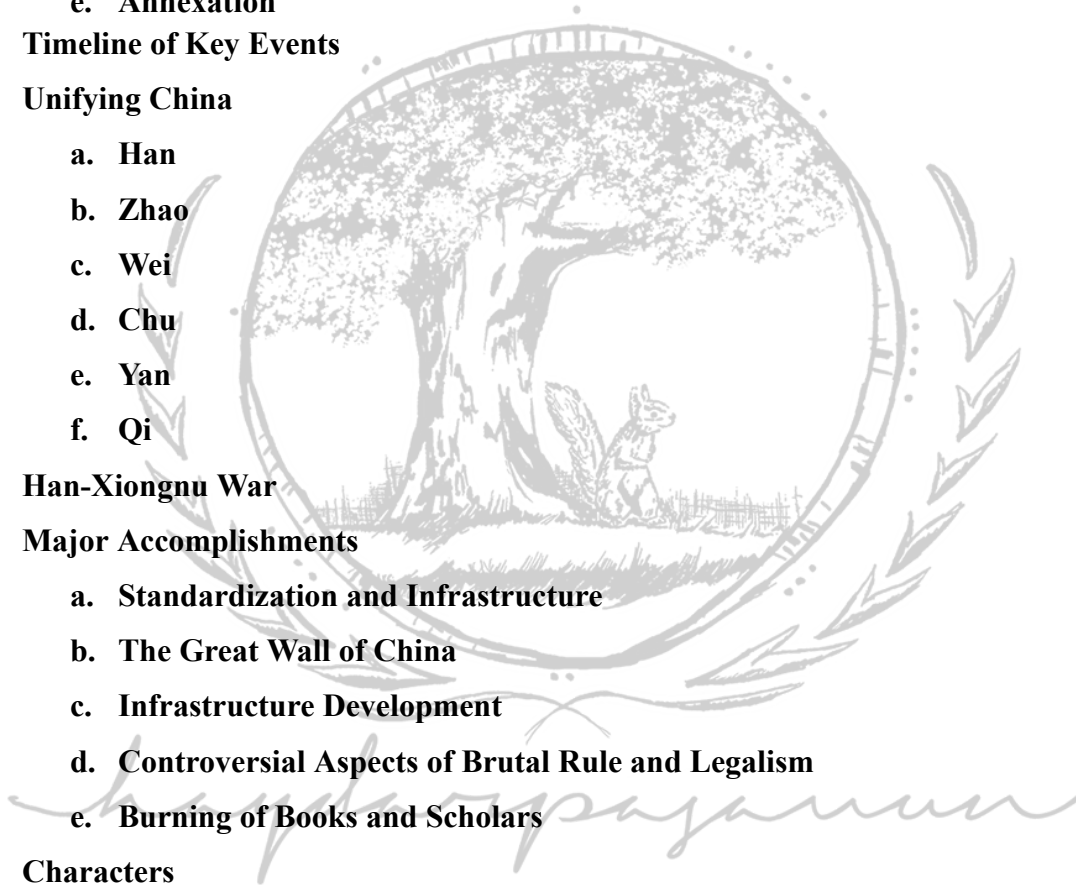 e. Annexation
Timeline of Key Events
Unifying China
a. Han
b. Zhao
c. Wei
d. Chu
e. Yan
f. Qi
Han-Xiongnu War
Major Accomplishments
a. Standardization and Infrastructure
b. The Great Wall of China
c. Infrastructure Development
d. Controversial Aspects of Brutal Rule and Legalism
e. Burning of Books and Scholars
Characters